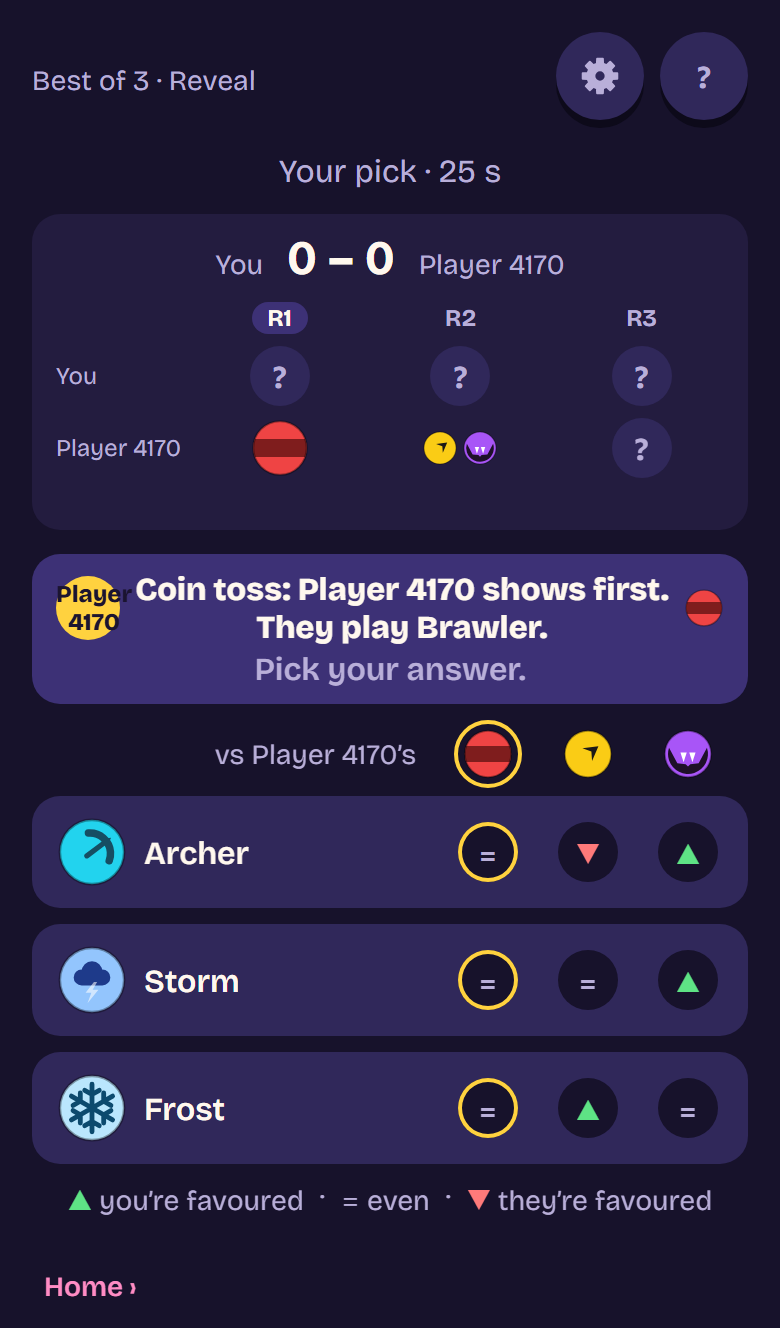 Best of 3 · Reveal
?
Your pick · 25 s
You 0 – 0 Player 4170
R1 R2 R3
You ? ? ?
Player 4170 ?
Player 4170
Coin toss: Player 4170 shows first.
They play Brawler.
Pick your answer.
vs Player 4170's
Archer =
Storm = =
Frost = =
▲ you're favoured · = even · ▼ they're favoured
Home ›